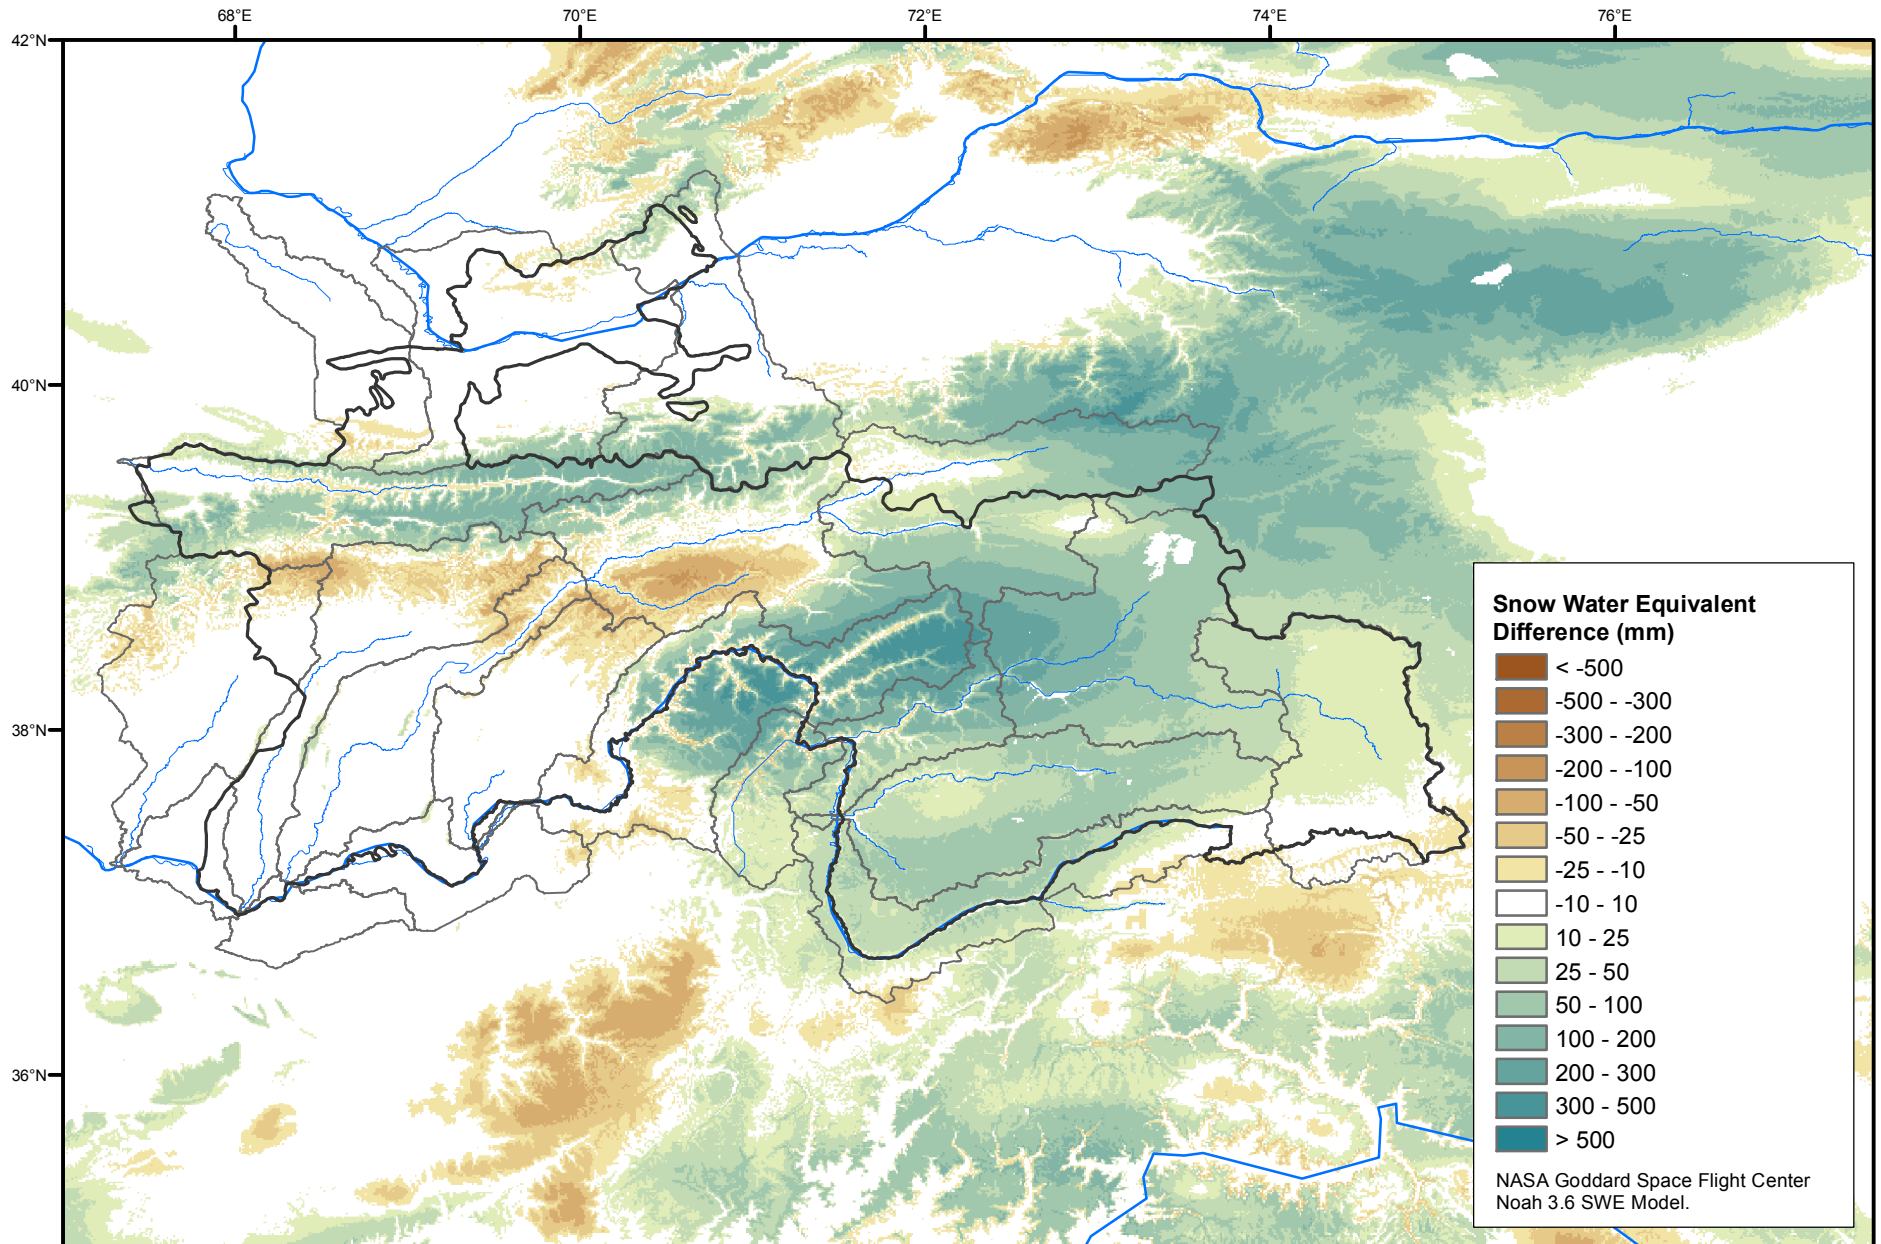 68°E
70°E
72°E
74°E
76°E
42°N
40°N
38°N
36°N
Snow Water Equivalent
Difference (mm)
< -500
-500 - -300
-300 - -200
-200 - -100
-100 - -50
-50 - -25
-25 - -10
-10 - 10
10 - 25
25 - 50
50 - 100
100 - 200
200 - 300
300 - 500
> 500
NASA Goddard Space Flight Center
Noah 3.6 SWE Model.